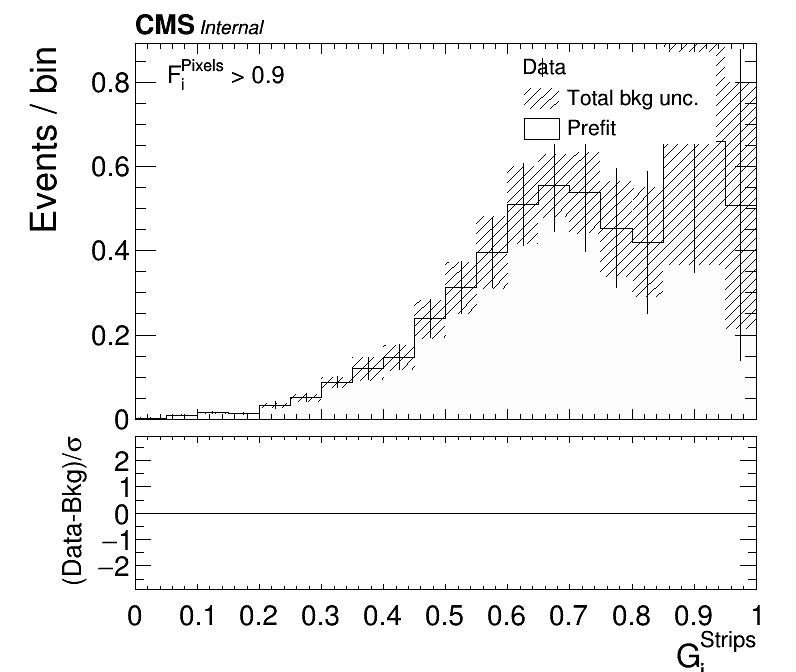 CMS Internal
F_i^Pixels > 0.9
Data
Total bkg unc.
Prefit
Events / bin
0.8
0.6
0.4
0.2
0
(Data-Bkg)/σ
2
1
0
−1
−2
0 0.1 0.2 0.3 0.4 0.5 0.6 0.7 0.8 0.9 1
G_i^Strips